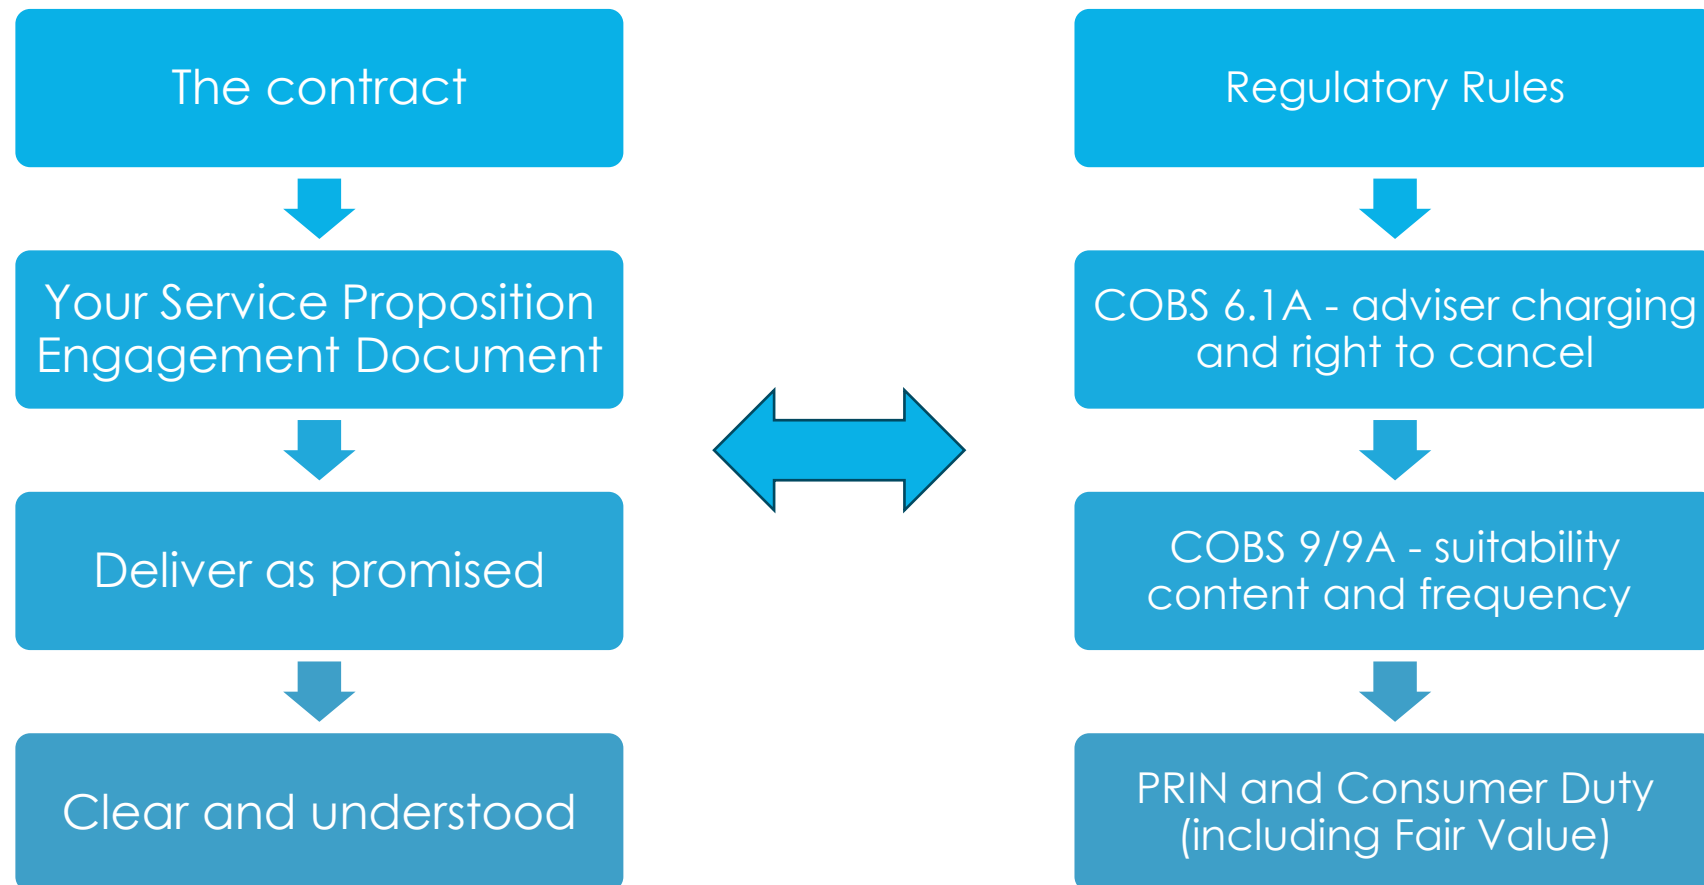 The contract
Your Service Proposition
Engagement Document
Deliver as promised
Clear and understood
Regulatory Rules
COBS 6.1A - adviser charging
and right to cancel
COBS 9/9A - suitability
content and frequency
PRIN and Consumer Duty
(including Fair Value)